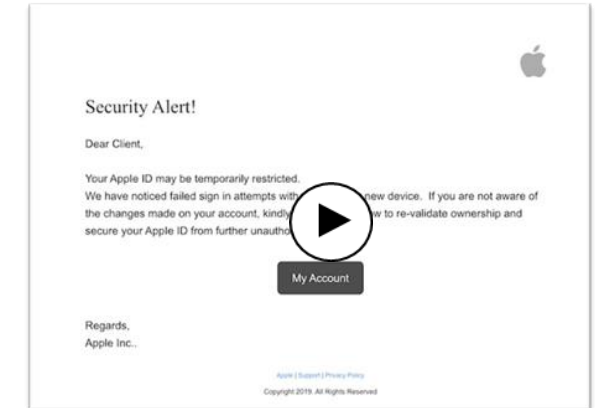 Security Alert!
Dear Client,
Your Apple ID may be temporarily restricted.
We have noticed failed sign in attempts with new device. If you are not aware of
the changes made on your account, kindly to re-validate ownership and
secure your Apple ID from further
My Account
Regards,
Apple Inc..
Apple | Support | Privacy Policy
Copyright 2019. All Rights Reserved